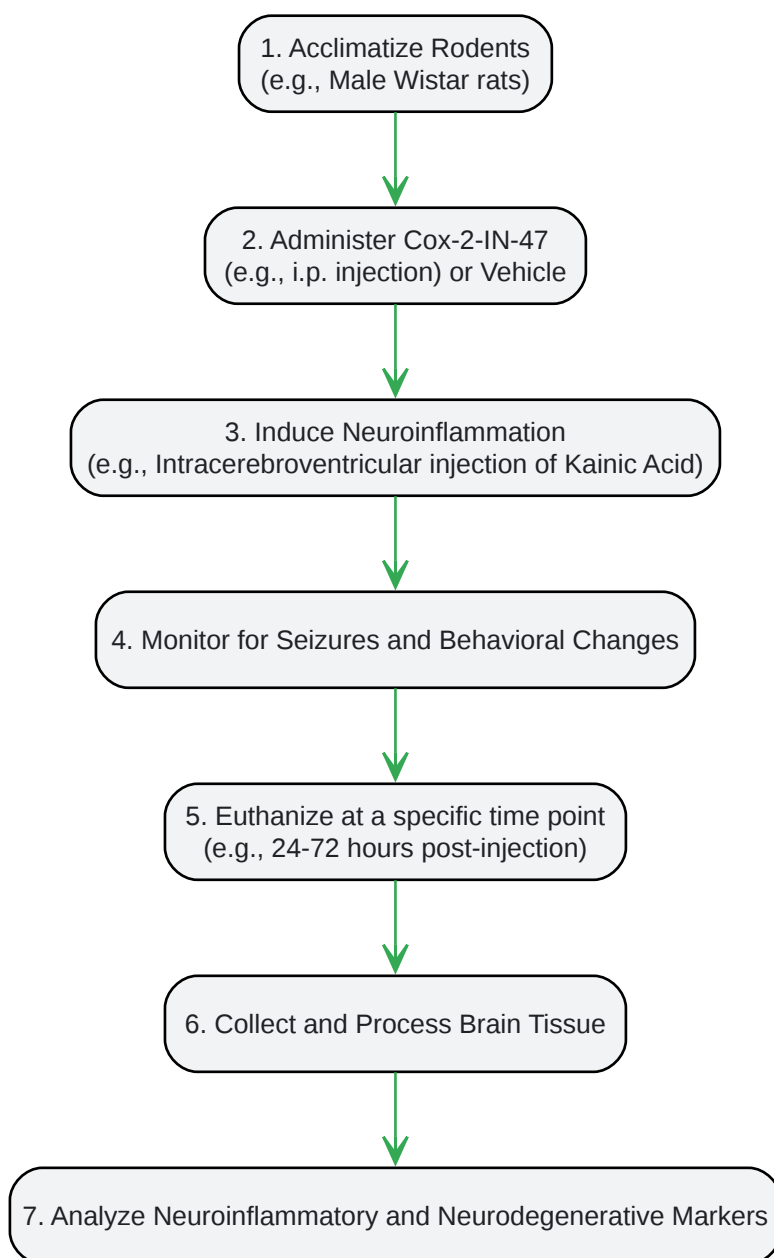 1. Acclimatize Rodents
(e.g., Male Wistar rats)
2. Administer Cox-2-IN-47
(e.g., i.p. injection) or Vehicle
3. Induce Neuroinflammation
(e.g., Intracerebroventricular injection of Kainic Acid)
4. Monitor for Seizures and Behavioral Changes
5. Euthanize at a specific time point
(e.g., 24-72 hours post-injection)
6. Collect and Process Brain Tissue
7. Analyze Neuroinflammatory and Neurodegenerative Markers